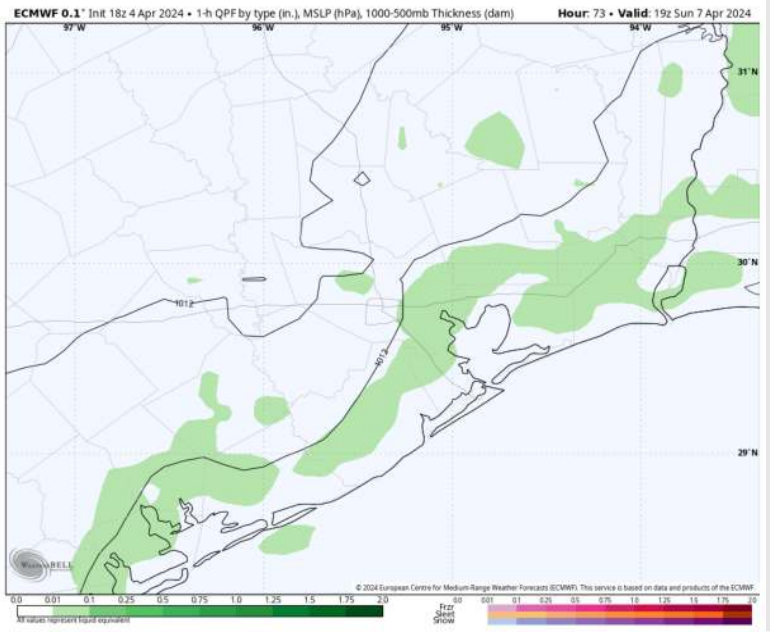 ECMWF 0.1° Init 18z 4 Apr 2024 • 1-h QPF by type (in.), MSLP (hPa), 1000-500mb Thickness (dam) Hour: 73 • Valid: 19z Sun 7 Apr 2024
97°W 96°W 95°W 94°W
31°N
30°N
1012
1012
29°N
WeatherBELL
© 2024 European Centre for Medium-Range Weather Forecasts (ECMWF). This service is based on data and products of the ECMWF
0.0 0.01 0.1 0.25 0.5 0.75 1.0 1.25 1.5 1.75 2.0
0.0 0.01 0.1 0.25 0.5 0.75 1.0 1.25 1.5 1.75 2.0
All values represent liquid equivalent
Frzr
Sleet
Snow